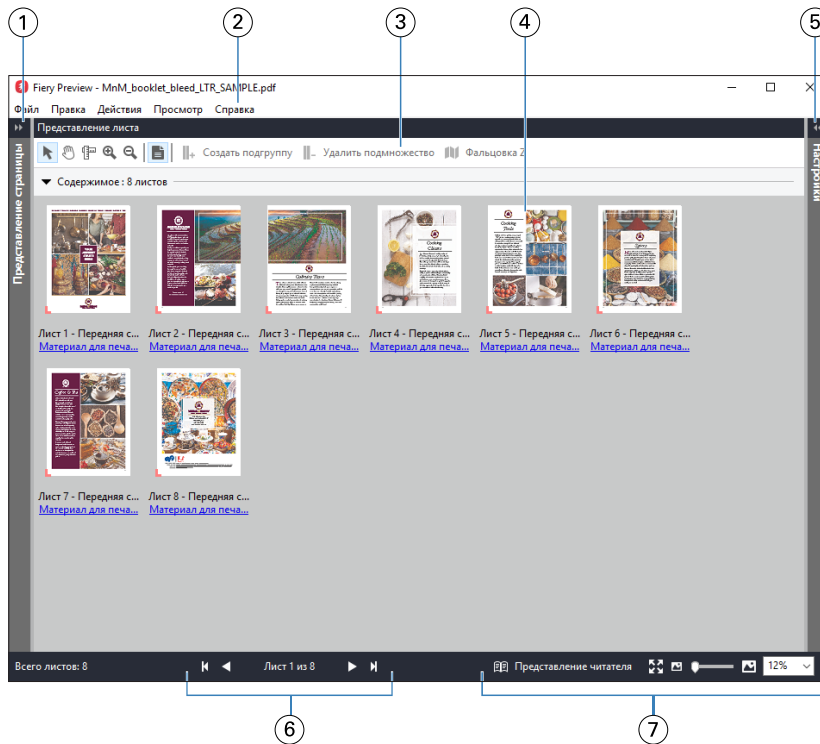 1 2 3 4 5
Fiery Preview - MnM_booklet_bleed_LTR_SAMPLE.pdf
Файл Правка Действия Просмотр Справка
Представление листа
Создать подгруппу Удалить подмножество Фальцовка Z
Представление страницы
Настройки
Содержимое : 8 листов
Cooking
Classes
Cooking
Tools
Лист 1 - Передняя с... Лист 2 - Передняя с... Лист 3 - Передняя с... Лист 4 - Передняя с... Лист 5 - Передняя с... Лист 6 - Передняя с...
Материал для печа... Материал для печа... Материал для печа... Материал для печа... Материал для печа... Материал для печа...
Лист 7 - Передняя с... Лист 8 - Передняя с...
Материал для печа... Материал для печа...
Всего листов: 8 Лист 1 из 8 Представление читателя 12%
6 7